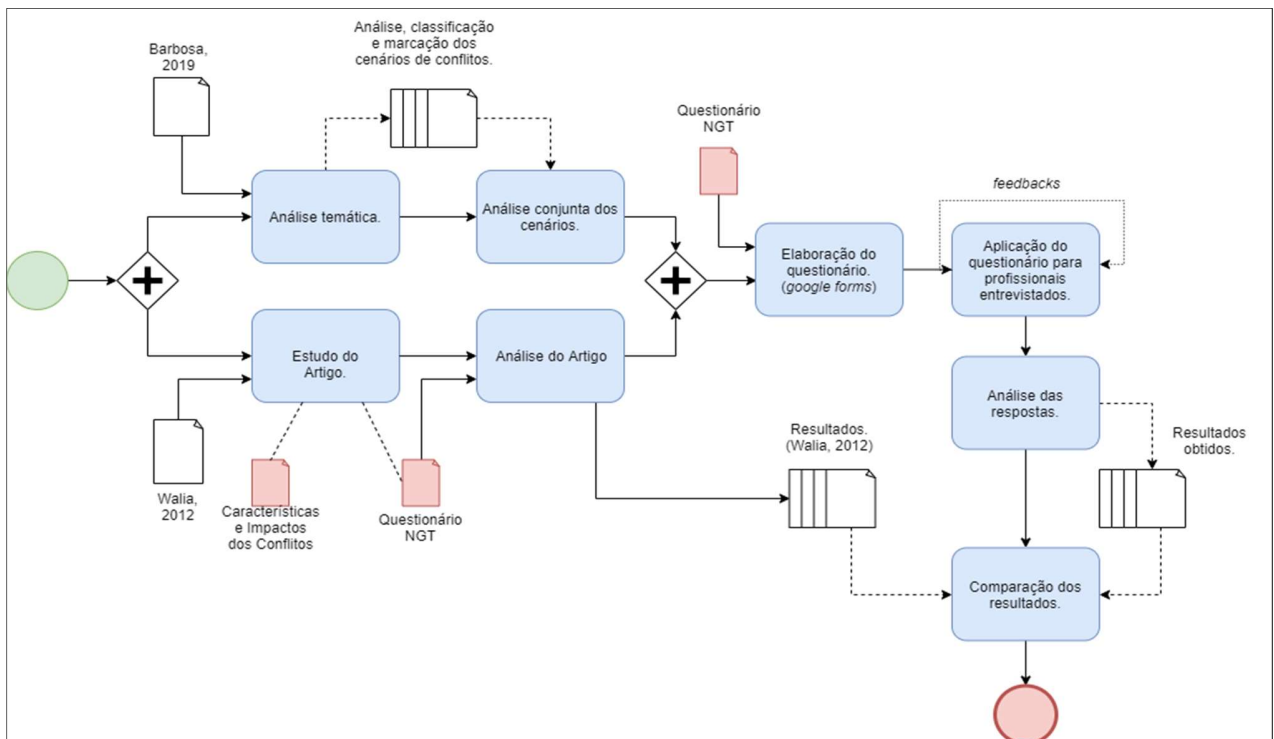 Análise, classificação
e marcação dos
cenários de conflitos.
Barbosa,
2019
Questionário
NGT
feedbacks
Análise temática.
Análise conjunta dos
cenários.
Elaboração do
questionário.
(google forms)
Aplicação do
questionário para
profissionais
entrevistados.
Estudo do
Artigo.
Análise do Artigo
Análise das
respostas.
Resultados.
(Walia, 2012)
Resultados
obtidos.
Walia,
2012
Características
e Impactos
dos Conflitos
Questionário
NGT
Comparação dos
resultados.